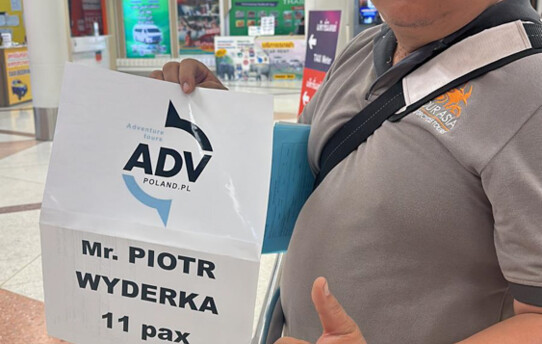 Adventure
tours
ADV
POLAND.PL
Mr. PIOTR
WYDERKA
11 pax